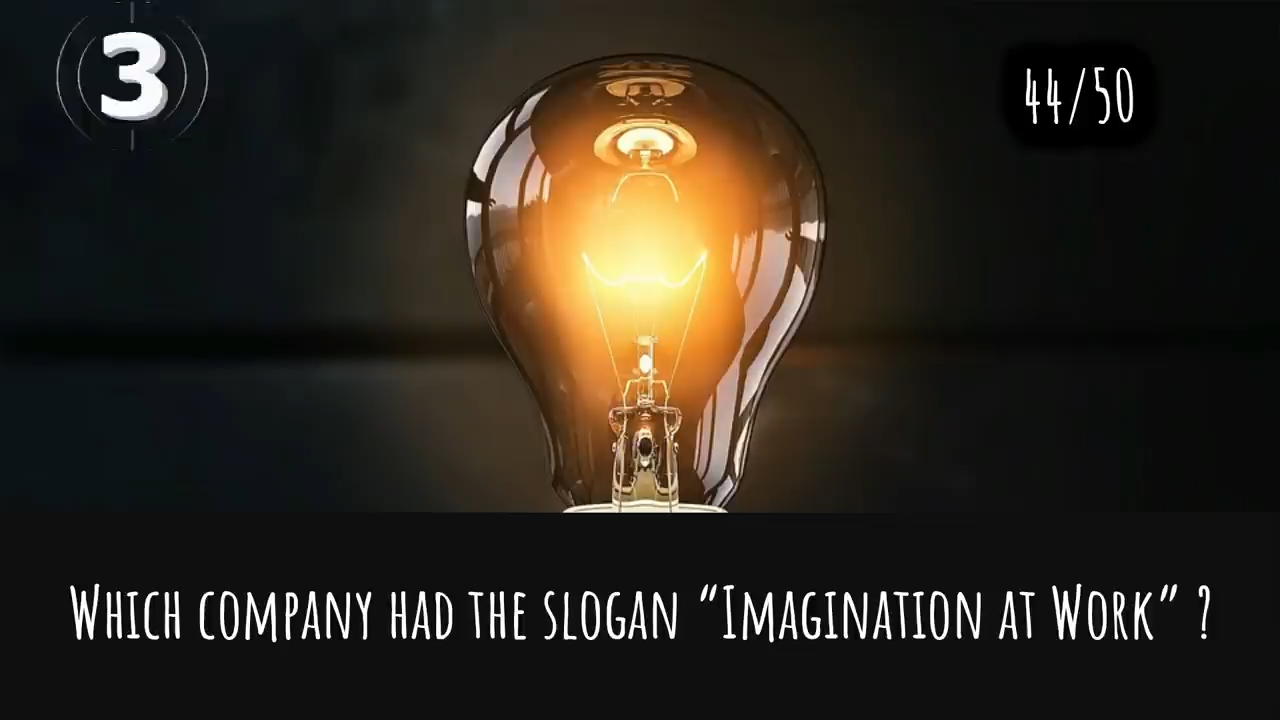 3
44/50
Which company had the slogan “Imagination at Work” ?